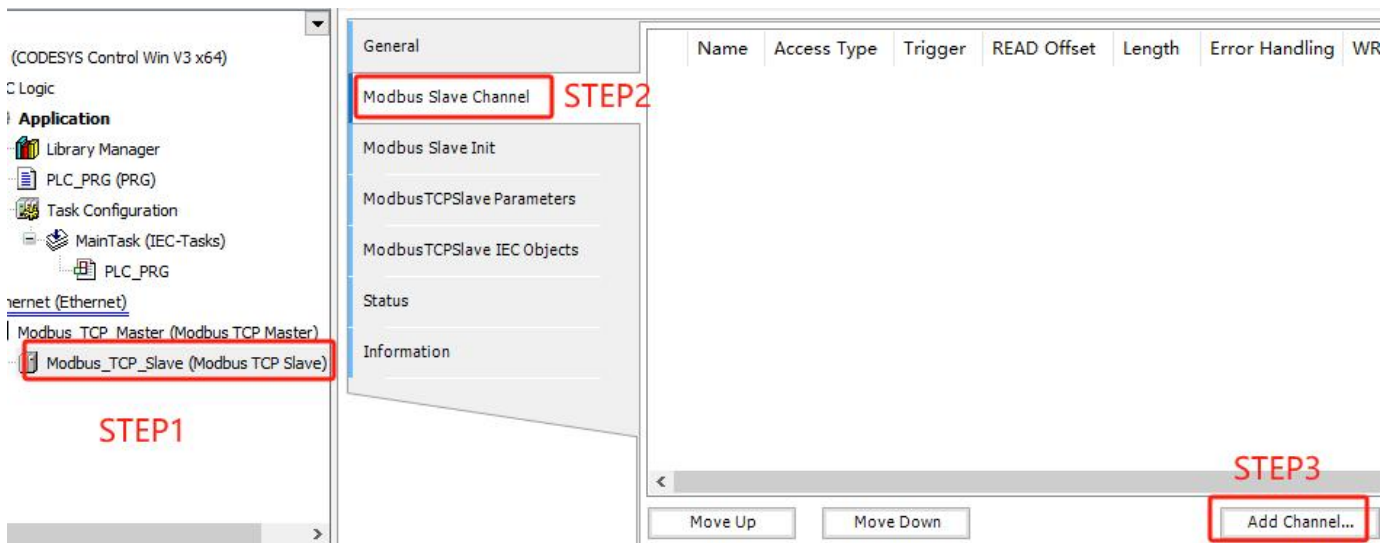 (CODESYS Control Win V3 x64)
C Logic
Application
Library Manager
PLC_PRG (PRG)
Task Configuration
MainTask (IEC-Tasks)
PLC_PRG
hernet (Ethernet)
Modbus_TCP_Master (Modbus TCP Master)
Modbus_TCP_Slave (Modbus TCP Slave)
STEP1
General
Modbus Slave Channel
STEP2
Modbus Slave Init
ModbusTCPSlave Parameters
ModbusTCPSlave IEC Objects
Status
Information
Name Access Type Trigger READ Offset Length Error Handling WR
STEP3
Move Up Move Down Add Channel...